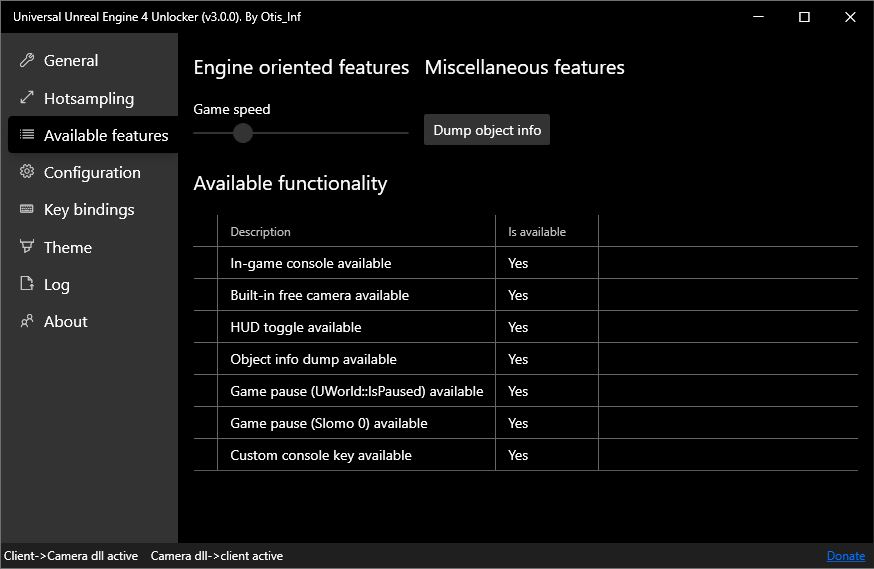 Universal Unreal Engine 4 Unlocker (v3.0.0). By Otis_Inf
General
Hotsampling
Available features
Configuration
Key bindings
Theme
Log
About
Engine oriented features
Miscellaneous features
Game speed
Dump object info
Available functionality
Description Is available
In-game console available Yes
Built-in free camera available Yes
HUD toggle available Yes
Object info dump available Yes
Game pause (UWorld::IsPaused) available Yes
Game pause (Slomo 0) available Yes
Custom console key available Yes
Client->Camera dll active Camera dll->client active Donate